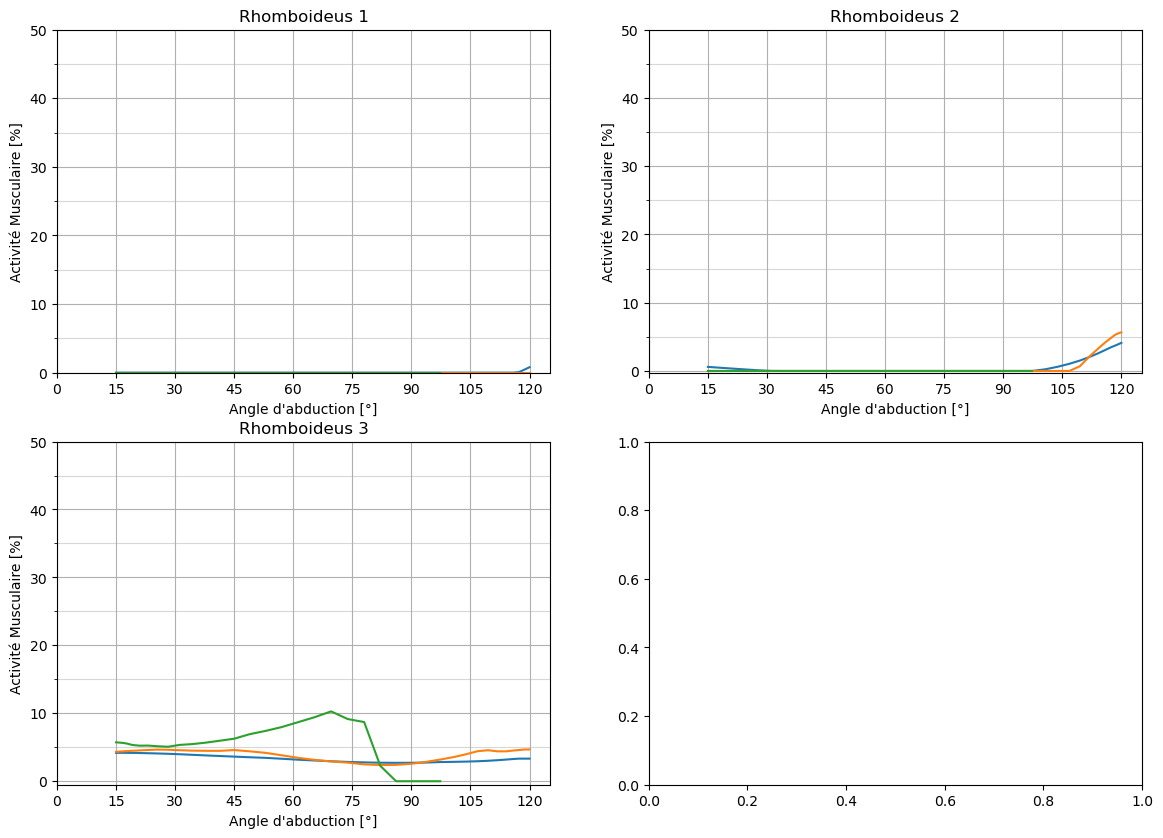 Rhomboideus 1
50
40
30
20
10
0
Activité Musculaire [%]
0 15 30 45 60 75 90 105 120
Angle d'abduction [°]
Rhomboideus 2
50
40
30
20
10
0
Activité Musculaire [%]
0 15 30 45 60 75 90 105 120
Angle d'abduction [°]
Rhomboideus 3
50
40
30
20
10
0
Activité Musculaire [%]
0 15 30 45 60 75 90 105 120
Angle d'abduction [°]
1.0
0.8
0.6
0.4
0.2
0.0
0.0 0.2 0.4 0.6 0.8 1.0